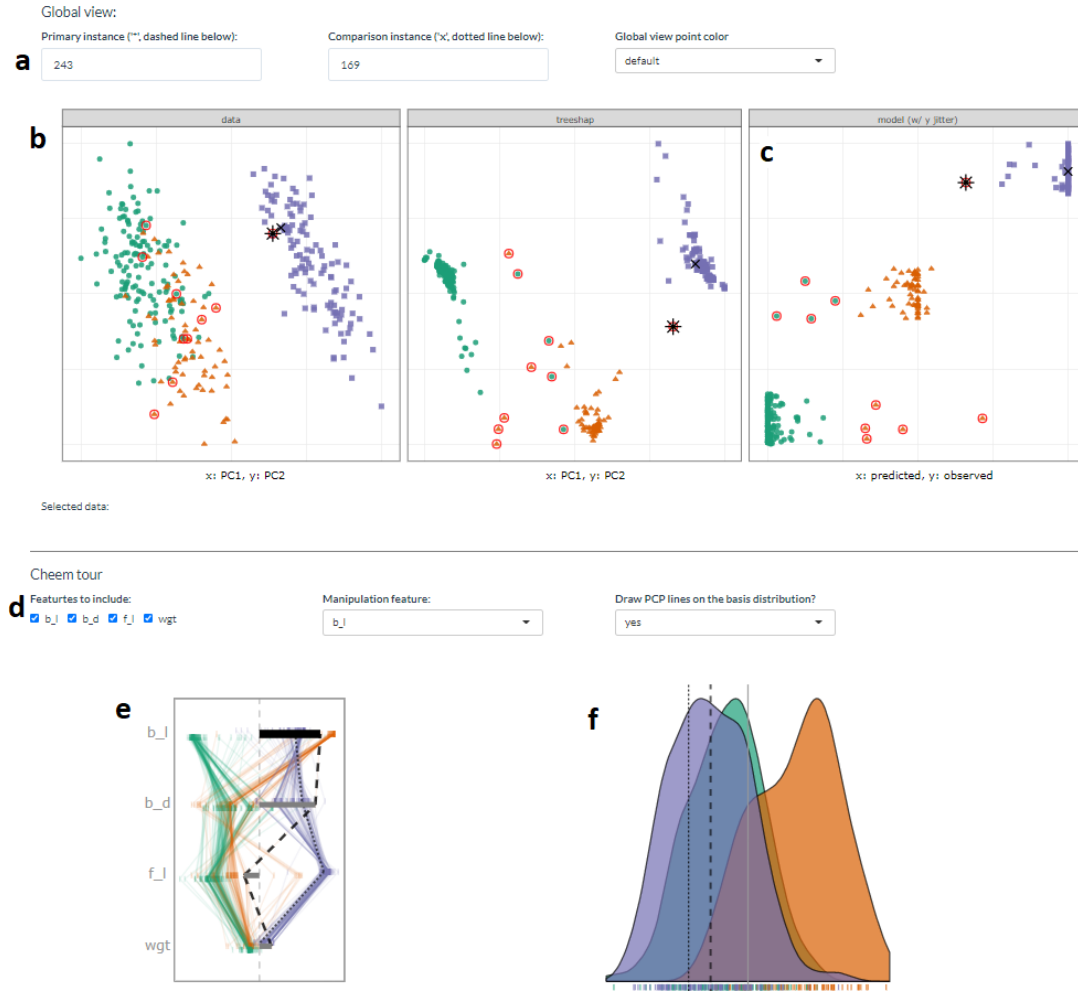 Global view:
Primary instance ('*', dashed line below):
Comparison instance ('x', dotted line below):
Global view point color
a
243
169
default
data
treeshap
model (w/ y jitter)
b
c
x: PC1, y: PC2
x: PC1, y: PC2
x: predicted, y: observed
Selected data:
Cheem tour
d
Featurtes to include:
Manipulation feature:
Draw PCP lines on the basis distribution?
b_l
b_d
f_l
wgt
b_l
yes
e
f
b_l
b_d
f_l
wgt